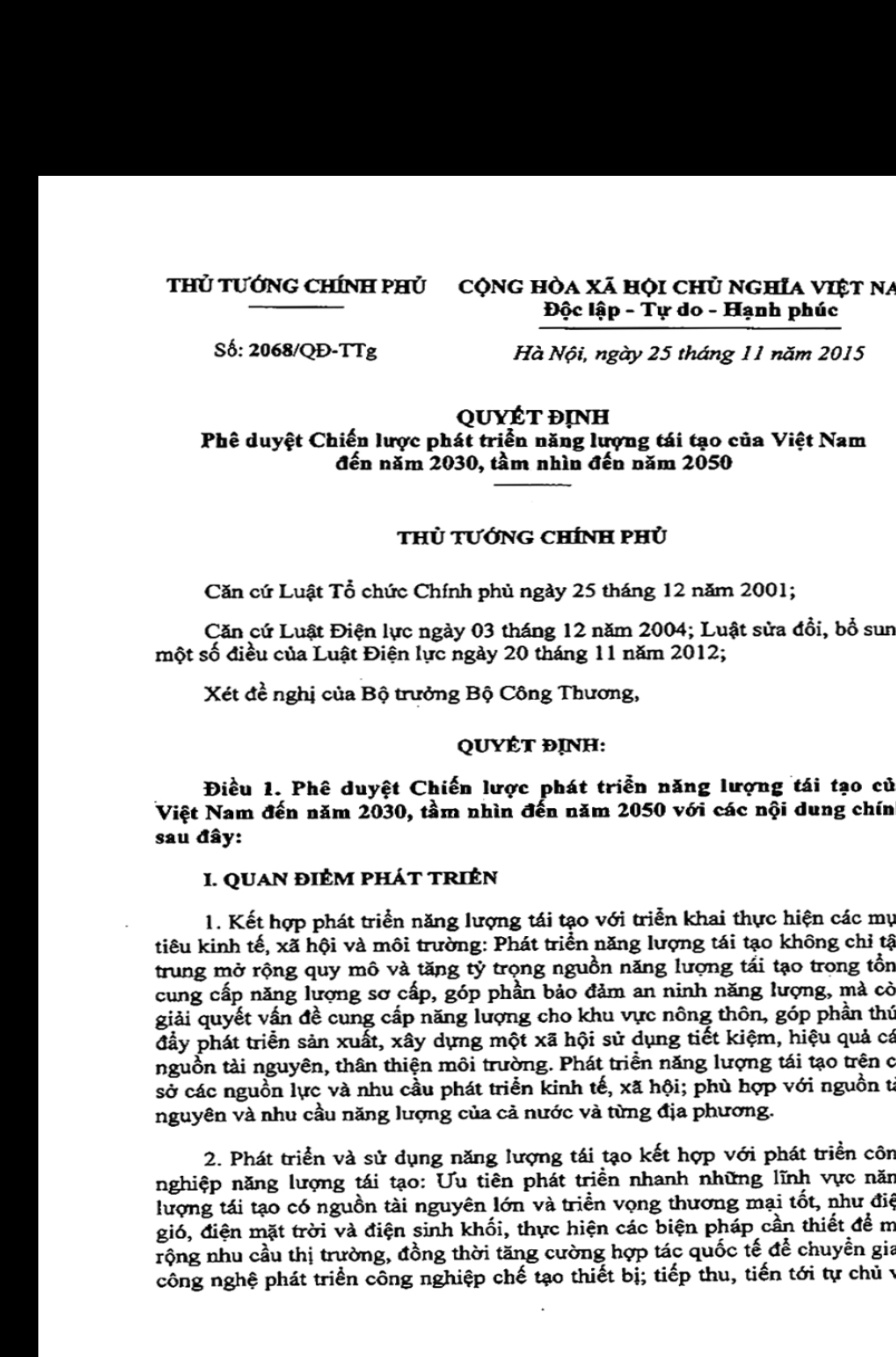 THỦ TƯỚNG CHÍNH PHỦ CỘNG HÒA XÃ HỘI CHỦ NGHĨA VIỆT NA
Độc lập - Tự do - Hạnh phúc
Số: 2068/QĐ-TTg Hà Nội, ngày 25 tháng 11 năm 2015
QUYẾT ĐỊNH
Phê duyệt Chiến lược phát triển năng lượng tái tạo của Việt Nam
đến năm 2030, tầm nhìn đến năm 2050
THỦ TƯỚNG CHÍNH PHỦ
Căn cứ Luật Tổ chức Chính phủ ngày 25 tháng 12 năm 2001;
Căn cứ Luật Điện lực ngày 03 tháng 12 năm 2004; Luật sửa đổi, bổ sun
một số điều của Luật Điện lực ngày 20 tháng 11 năm 2012;
Xét đề nghị của Bộ trưởng Bộ Công Thương,
QUYẾT ĐỊNH:
Điều 1. Phê duyệt Chiến lược phát triển năng lượng tái tạo củ
Việt Nam đến năm 2030, tầm nhìn đến năm 2050 với các nội dung chín
sau đây:
I. QUAN ĐIỂM PHÁT TRIỂN
1. Kết hợp phát triển năng lượng tái tạo với triển khai thực hiện các mụ
tiêu kinh tế, xã hội và môi trường: Phát triển năng lượng tái tạo không chỉ tậ
trung mở rộng quy mô và tăng tỷ trọng nguồn năng lượng tái tạo trong tổn
cung cấp năng lượng sơ cấp, góp phần bảo đảm an ninh năng lượng, mà cò
giải quyết vấn đề cung cấp năng lượng cho khu vực nông thôn, góp phần thú
đẩy phát triển sản xuất, xây dựng một xã hội sử dụng tiết kiệm, hiệu quả cá
nguồn tài nguyên, thân thiện môi trường. Phát triển năng lượng tái tạo trên c
sở các nguồn lực và nhu cầu phát triển kinh tế, xã hội; phù hợp với nguồn tà
nguyên và nhu cầu năng lượng của cả nước và từng địa phương.
2. Phát triển và sử dụng năng lượng tái tạo kết hợp với phát triển côn
nghiệp năng lượng tái tạo: Ưu tiên phát triển nhanh những lĩnh vực năn
lượng tái tạo có nguồn tài nguyên lớn và triển vọng thương mại tốt, như điệ
gió, điện mặt trời và điện sinh khối, thực hiện các biện pháp cần thiết để m
rộng nhu cầu thị trường, đồng thời tăng cường hợp tác quốc tế để chuyển gia
công nghệ phát triển công nghiệp chế tạo thiết bị; tiếp thu, tiến tới tự chủ v